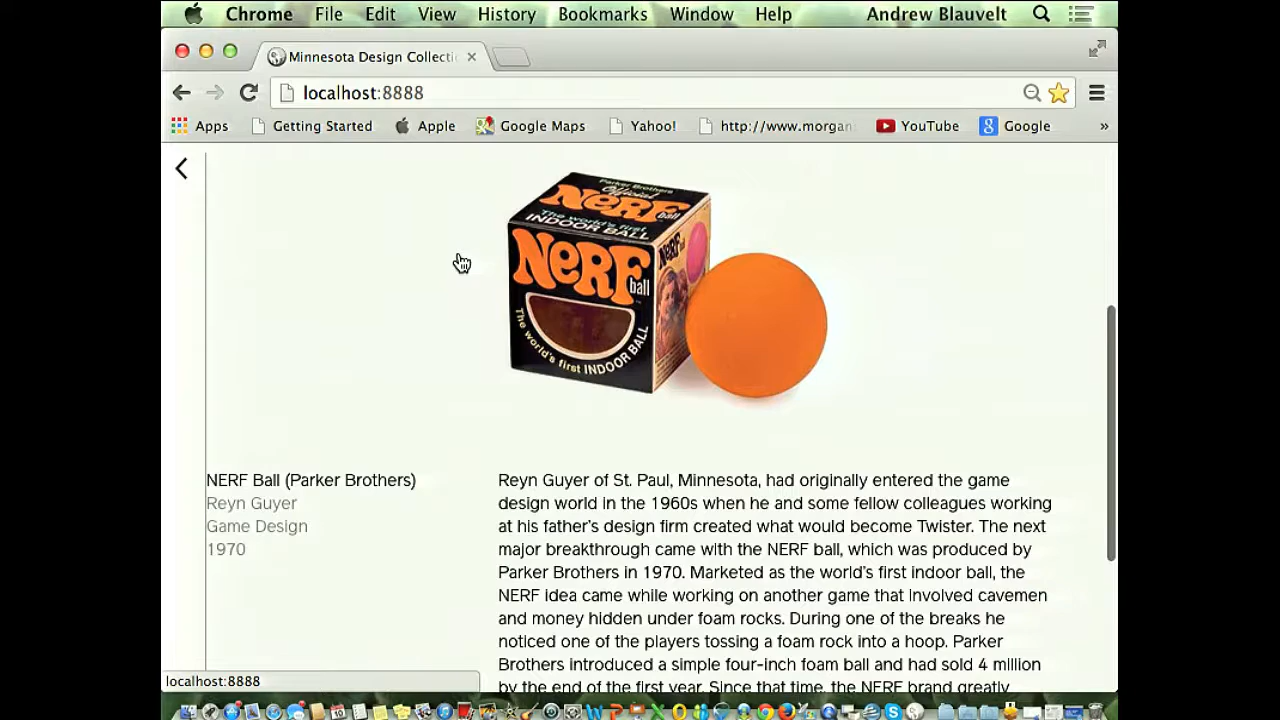 Chrome File Edit View History Bookmarks Window Help Andrew Blauvelt
Minnesota Design Collecti
localhost:8888
Apps Getting Started Apple Google Maps Yahoo! http://www.morgan YouTube Google »
Parker Brothers
Official
NERF ball
The world's first
INDOOR BALL
NERF
NERF ball
The world's first INDOOR BALL
NERF Ball (Parker Brothers)
Reyn Guyer
Game Design
1970
Reyn Guyer of St. Paul, Minnesota, had originally entered the game
design world in the 1960s when he and some fellow colleagues working
at his father's design firm created what would become Twister. The next
major breakthrough came with the NERF ball, which was produced by
Parker Brothers in 1970. Marketed as the world's first indoor ball, the
NERF idea came while working on another game that involved cavemen
and money hidden under foam rocks. During one of the breaks he
noticed one of the players tossing a foam rock into a hoop. Parker
Brothers introduced a simple four-inch foam ball and had sold 4 million
by the end of the first year. Since that time, the NERF brand greatly
localhost:8888